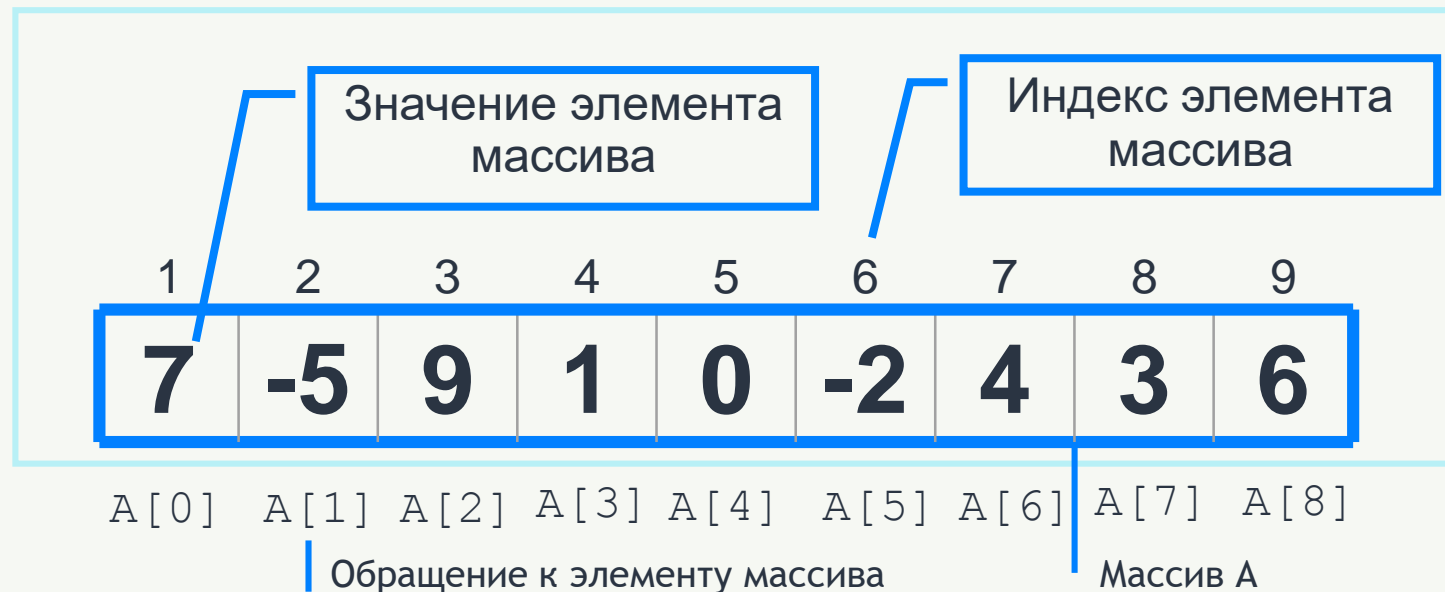 Значение элемента
массива
Индекс элемента
массива
1 2 3 4 5 6 7 8 9
7 -5 9 1 0 -2 4 3 6
A[0] A[1] A[2] A[3] A[4] A[5] A[6] A[7] A[8]
Обращение к элементу массива
Массив А